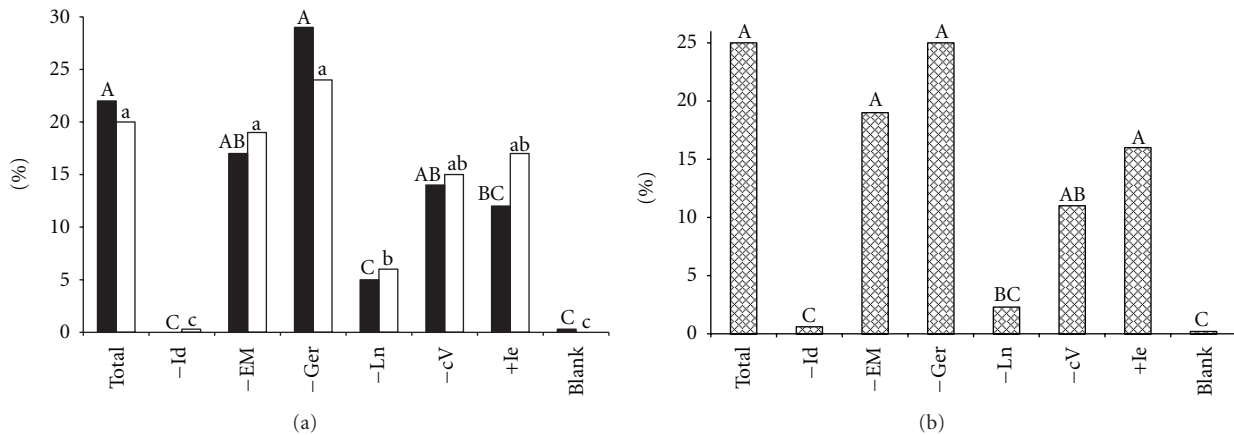 30
25
20
15
10
5
0
(%)
A
a
C
c
AB
a
A
a
C
b
AB
ab
BC
ab
C
c
Total
−Id
−EM
−Ger
−Ln
−cV
+Ie
Blank
(a)
25
20
15
10
5
0
(%)
A
C
A
A
BC
AB
A
C
Total
−Id
−EM
−Ger
−Ln
−cV
+Ie
Blank
(b)